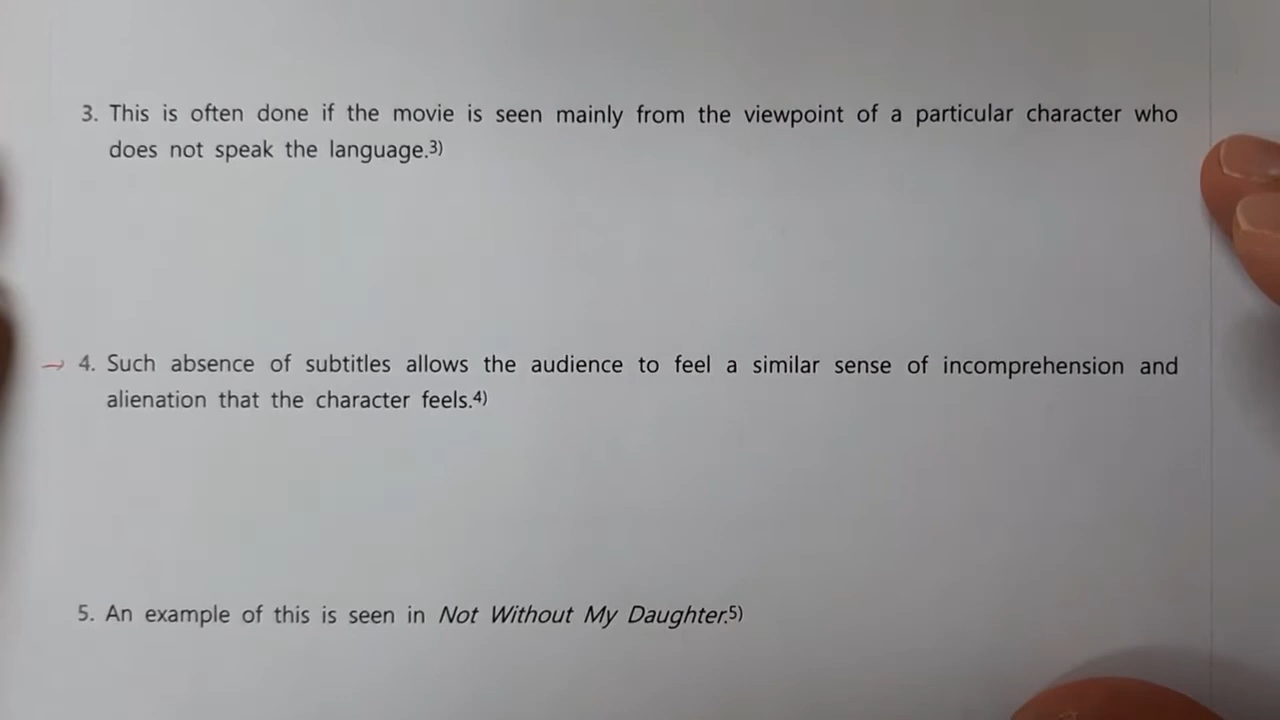 3. This is often done if the movie is seen mainly from the viewpoint of a particular character who
does not speak the language.3)
→ 4. Such absence of subtitles allows the audience to feel a similar sense of incomprehension and
alienation that the character feels.4)
5. An example of this is seen in Not Without My Daughter.5)